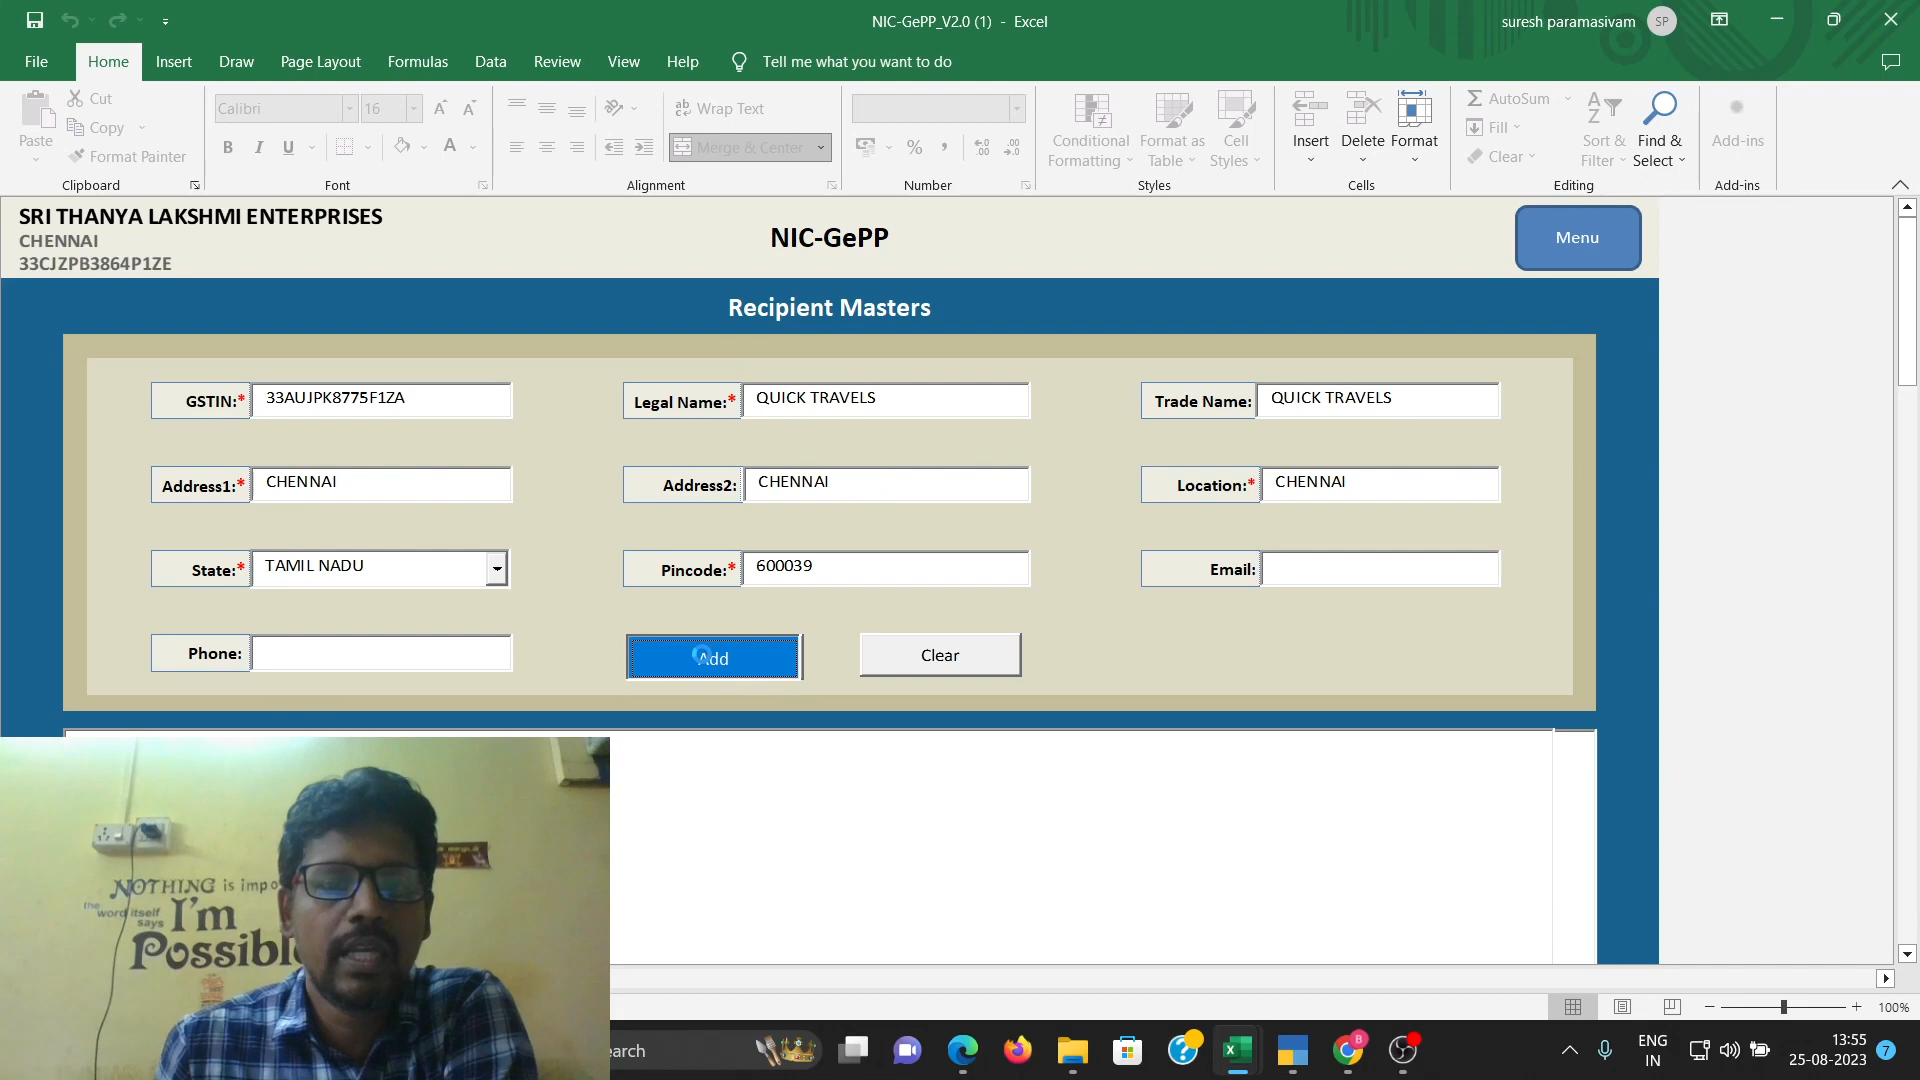 NIC-GePP_V2.0 (1) - Excel
suresh paramasivam SP
File Home Insert Draw Page Layout Formulas Data Review View Help Tell me what you want to do
Paste
Cut
Copy
Format Painter
Clipboard
Calibri 16
B I U A
Font
ab Wrap Text
Merge & Center
Alignment
% ,
Number
Conditional Formatting
Format as Table
Cell Styles
Styles
Insert Delete Format
Cells
AutoSum
Fill
Clear
Sort & Filter
Find & Select
Editing
Add-ins
Add-ins
SRI THANYA LAKSHMI ENTERPRISES
CHENNAI
33CJZPB3864P1ZE
NIC-GePP
Menu
Recipient Masters
GSTIN:* 33AUJPK8775F1ZA Legal Name:* QUICK TRAVELS Trade Name: QUICK TRAVELS
Address1:* CHENNAI Address2: CHENNAI Location:* CHENNAI
State:* TAMIL NADU Pincode:* 600039 Email:
Phone: Add Clear
NOTHING is impo
the word itself says
I'm
Possibl
100%
earch
ENG
IN
13:55
25-08-2023
7